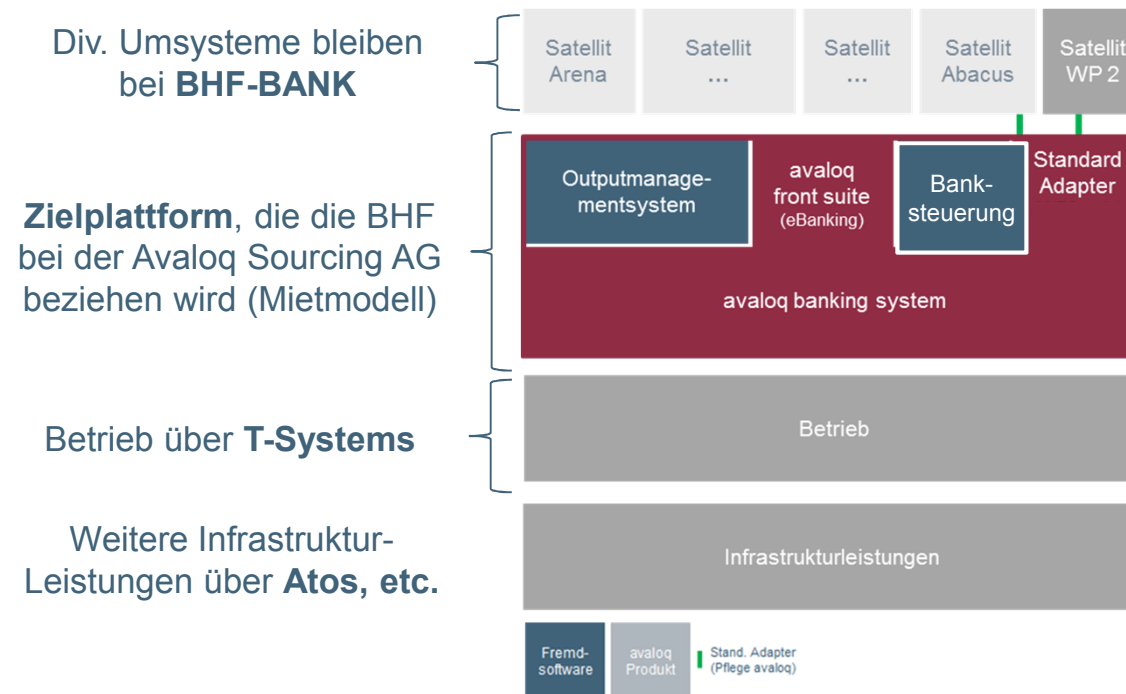 Div. Umsysteme bleiben
bei BHF-BANK
Satellit
Arena
Satellit
...
Satellit
...
Satellit
Abacus
Satellit
WP 2
Zielplattform, die die BHF
bei der Avaloq Sourcing AG
beziehen wird (Mietmodell)
Outputmanage-
mentsystem
avaloq
front suite
(eBanking)
Bank-
steuerung
Standard
Adapter
avaloq banking system
Betrieb über T-Systems
Betrieb
Weitere Infrastruktur-
Leistungen über Atos, etc.
Infrastrukturleistungen
Fremd-
software
avaloq
Produkt
Stand. Adapter
(Pflege avaloq)